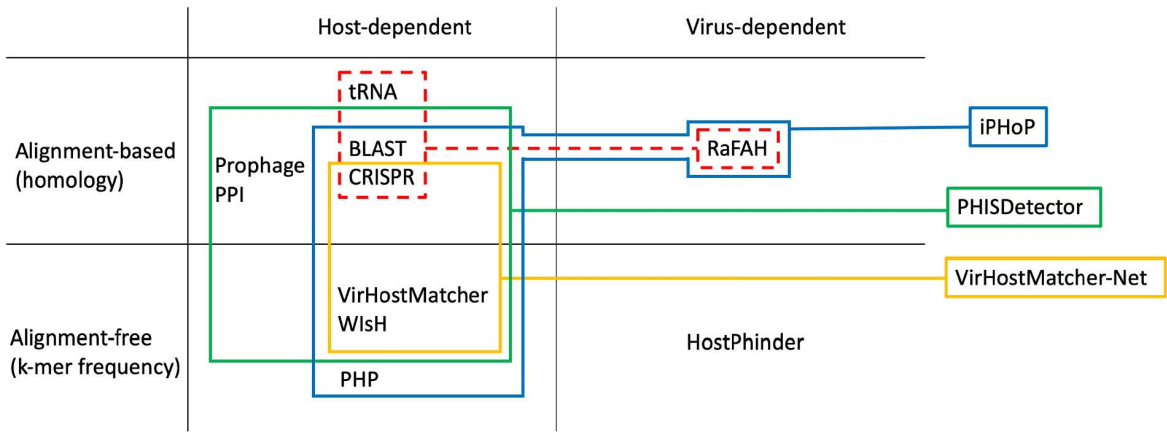 Host-dependent
Virus-dependent
tRNA
iPHoP
Alignment-based
(homology)
Prophage
PPI
BLAST
CRISPR
RaFAH
PHISDetector
VirHostMatcher-Net
VirHostMatcher
WIsH
Alignment-free
(k-mer frequency)
HostPhinder
PHP